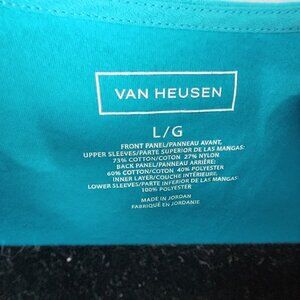 VAN HEUSEN
L/G
FRONT PANEL/PANNEAU AVANT,
UPPER SLEEVES/PARTE SUPERIOR DE LAS MANGAS:
73% COTTON/COTON 27% NYLON
BACK PANEL/PANNEAU ARRIÈRE:
60% COTTON/COTON 40% POLYESTER
INNER LAYER/COUCHE INTÉRIEURE,
LOWER SLEEVES/PARTE INFERIOR DE LAS MANGAS:
100% POLYESTER
MADE IN JORDAN
FABRIQUÉ EN JORDANIE